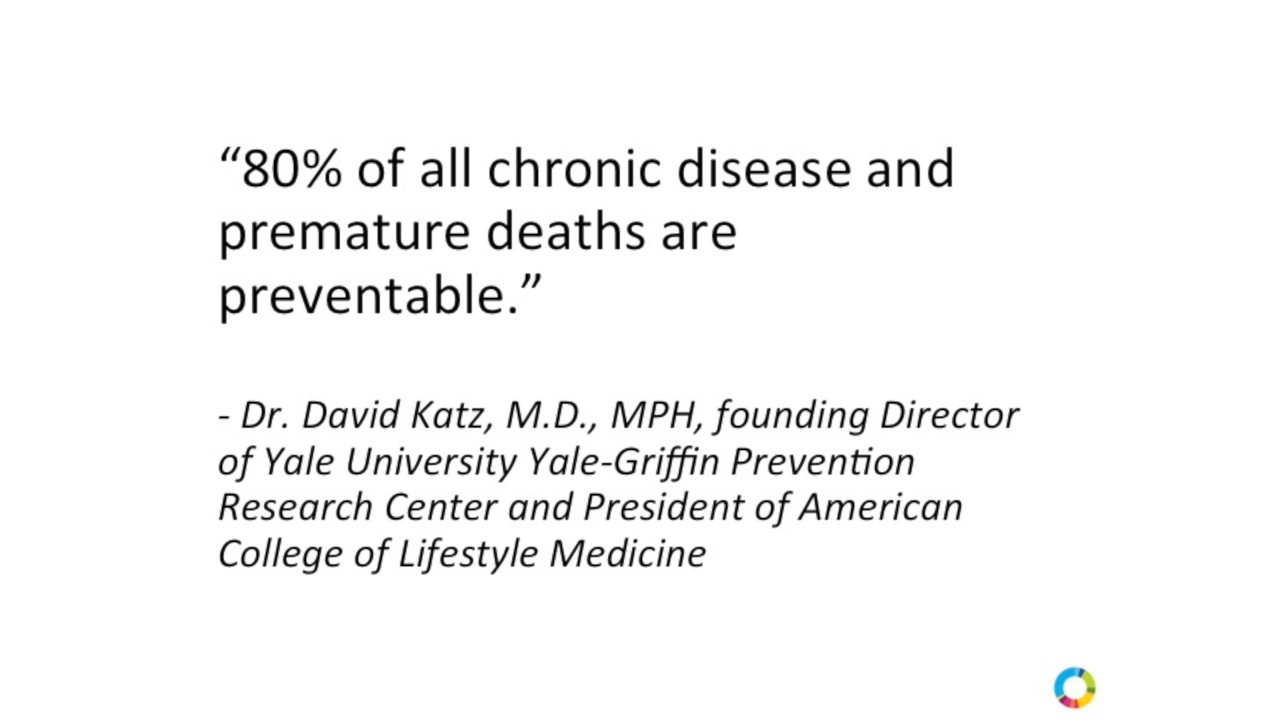 “80% of all chronic disease and
premature deaths are
preventable.”
- Dr. David Katz, M.D., MPH, founding Director
of Yale University Yale-Griffin Prevention
Research Center and President of American
College of Lifestyle Medicine